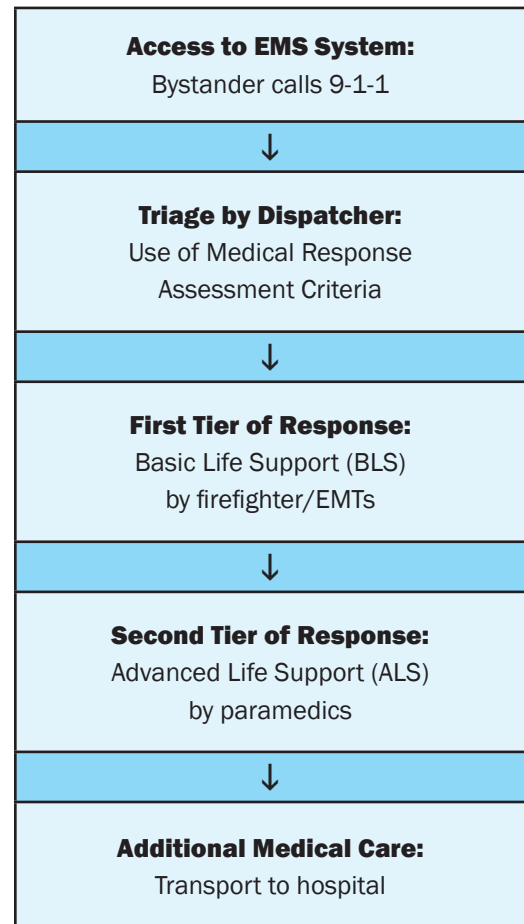 Access to EMS System:
Bystander calls 9-1-1
↓
Triage by Dispatcher:
Use of Medical Response
Assessment Criteria
↓
First Tier of Response:
Basic Life Support (BLS)
by firefighter/EMTs
↓
Second Tier of Response:
Advanced Life Support (ALS)
by paramedics
↓
Additional Medical Care:
Transport to hospital